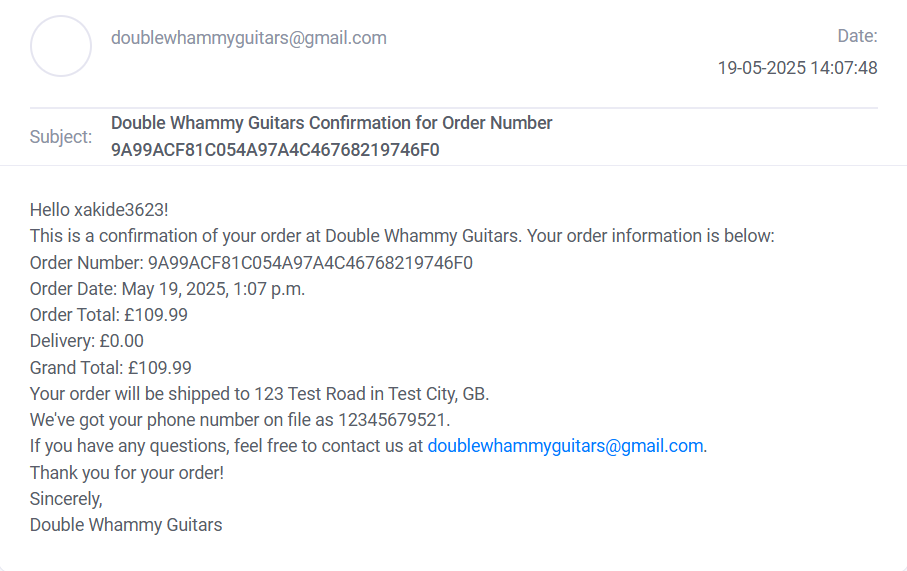 doublewhammyguitars@gmail.com
Date:
19-05-2025 14:07:48
Subject:
Double Whammy Guitars Confirmation for Order Number
9A99ACF81C054A97A4C46768219746F0
Hello xakide3623!
This is a confirmation of your order at Double Whammy Guitars. Your order information is below:
Order Number: 9A99ACF81C054A97A4C46768219746F0
Order Date: May 19, 2025, 1:07 p.m.
Order Total: £109.99
Delivery: £0.00
Grand Total: £109.99
Your order will be shipped to 123 Test Road in Test City, GB.
We've got your phone number on file as 12345679521.
If you have any questions, feel free to contact us at doublewhammyguitars@gmail.com.
Thank you for your order!
Sincerely,
Double Whammy Guitars